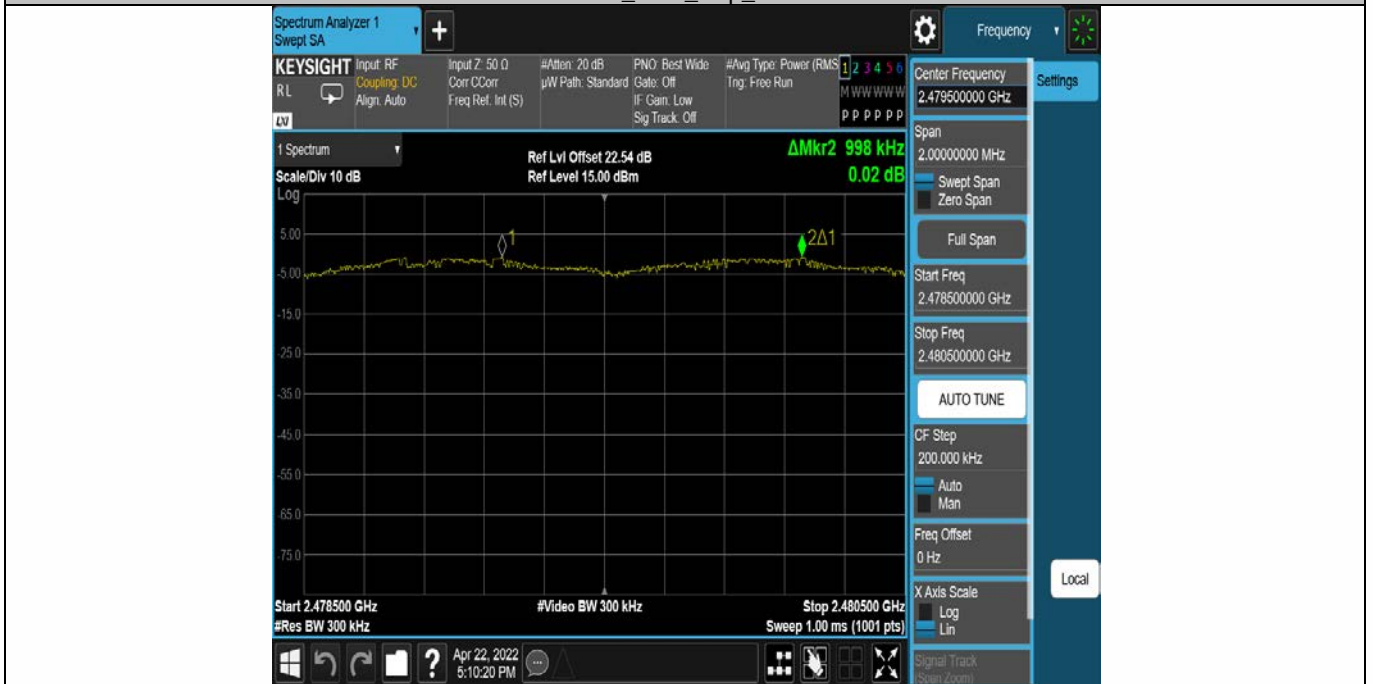 Spectrum Analyzer 1
Swept SA
+
Frequency
KEYSIGHT
RL
LXI
Input: RF
Coupling: DC
Align: Auto
Input Z: 50 Ω
Corr CCorr
Freq Ref: Int (S)
#Atten: 20 dB
µW Path: Standard
PNO: Best Wide
Gate: Off
IF Gain: Low
Sig Track: Off
#Avg Type: Power (RMS
Trig: Free Run
1 2 3 4 5 6
M W W W W W
P P P P P P
1 Spectrum
Scale/Div 10 dB
Ref Lvl Offset 22.54 dB
Ref Level 15.00 dBm
ΔMkr2 998 kHz
0.02 dB
Log
5.00
-5.00
-15.0
-25.0
-35.0
-45.0
-55.0
-65.0
-75.0
1
2Δ1
Start 2.478500 GHz
#Res BW 300 kHz
#Video BW 300 kHz
Stop 2.480500 GHz
Sweep 1.00 ms (1001 pts)
Center Frequency
2.479500000 GHz
Span
2.00000000 MHz
Swept Span
Zero Span
Full Span
Start Freq
2.478500000 GHz
Stop Freq
2.480500000 GHz
AUTO TUNE
CF Step
200.000 kHz
Auto
Man
Freq Offset
0 Hz
X Axis Scale
Log
Lin
Signal Track
(Span Zoom)
Settings
Local
?
Apr 22, 2022
5:10:20 PM